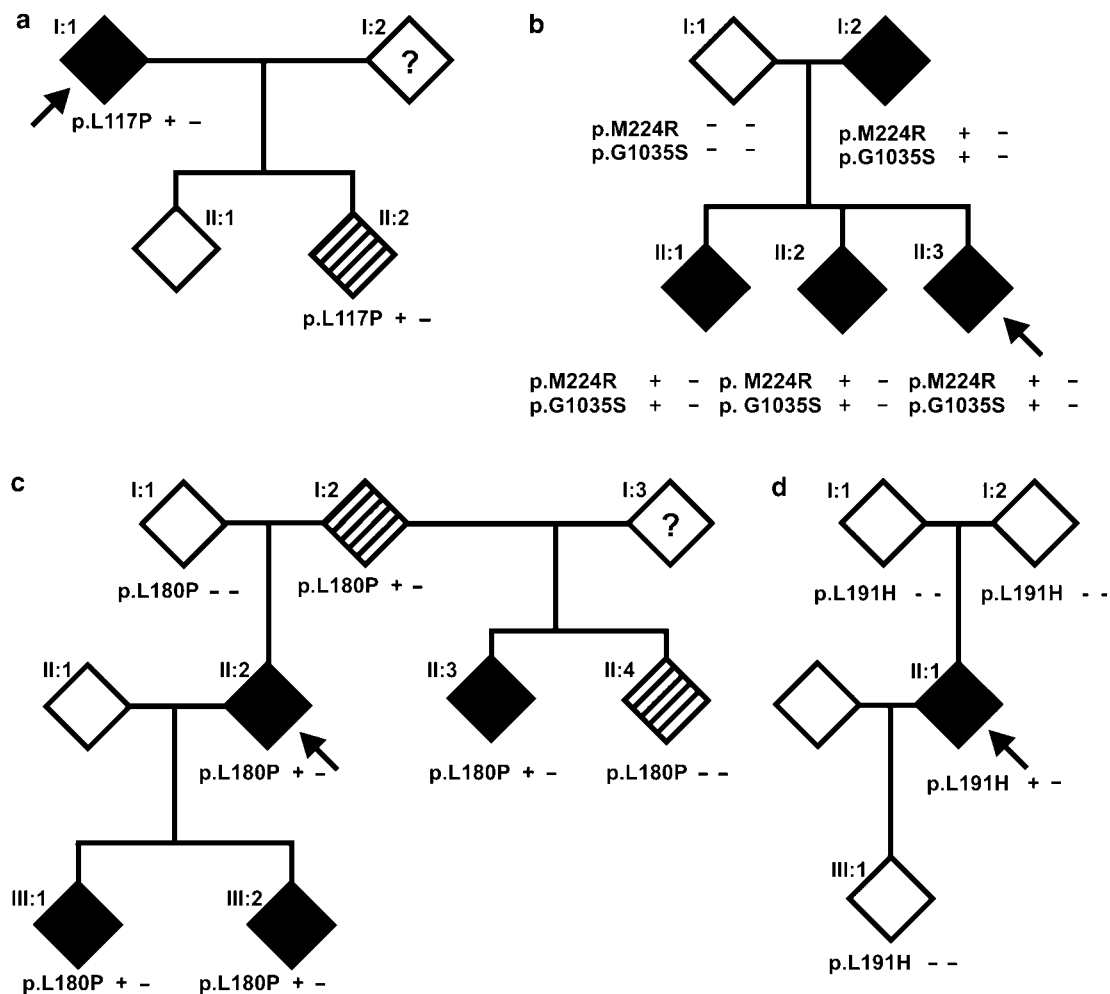 a
I:1
I:2
?
p.L117P + –
II:1
II:2
p.L117P + –
b
I:1
I:2
p.M224R – –
p.G1035S – –
p.M224R + –
p.G1035S + –
II:1
II:2
II:3
p.M224R + – p. M224R + – p.M224R + –
p.G1035S + – p. G1035S + – p.G1035S + –
c
I:1
I:2
I:3
?
p.L180P – –
p.L180P + –
II:1
II:2
II:3
II:4
p.L180P + –
p.L180P + –
p.L180P – –
III:1
III:2
p.L180P + –
p.L180P + –
d
I:1
I:2
p.L191H - -
p.L191H - -
II:1
p.L191H + –
III:1
p.L191H – –